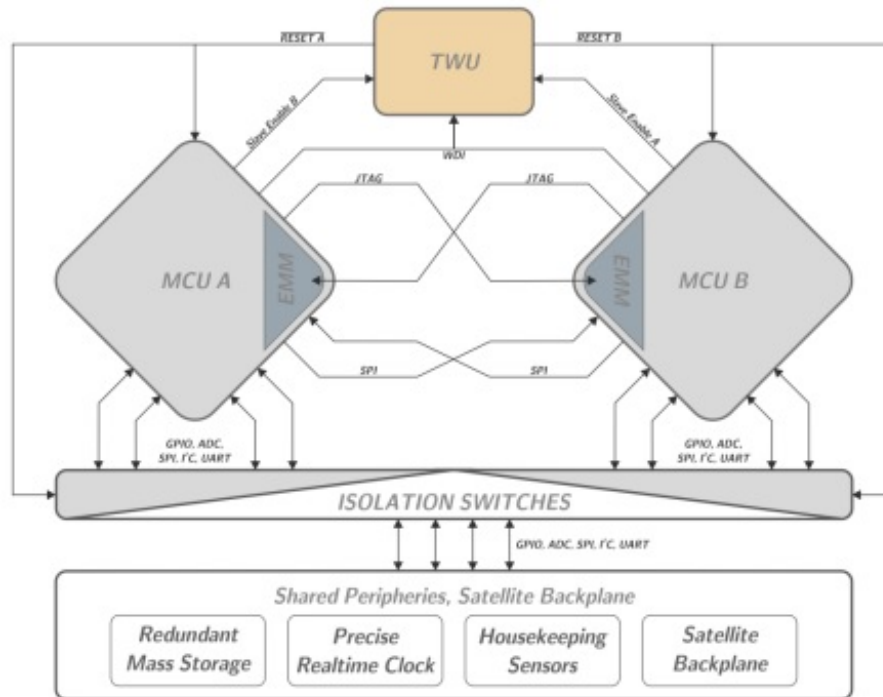 RESET A
RESET B
TWU
Slave Enable B
Slave Enable A
WDI
JTAG
JTAG
MCU A
EMM
EMM
MCU B
SPI
SPI
GPIO, ADC,
SPI, I²C, UART
GPIO, ADC,
SPI, I²C, UART
ISOLATION SWITCHES
GPIO, ADC, SPI, I²C, UART
Shared Peripheries, Satellite Backplane
Redundant
Mass Storage
Precise
Realtime Clock
Housekeeping
Sensors
Satellite
Backplane